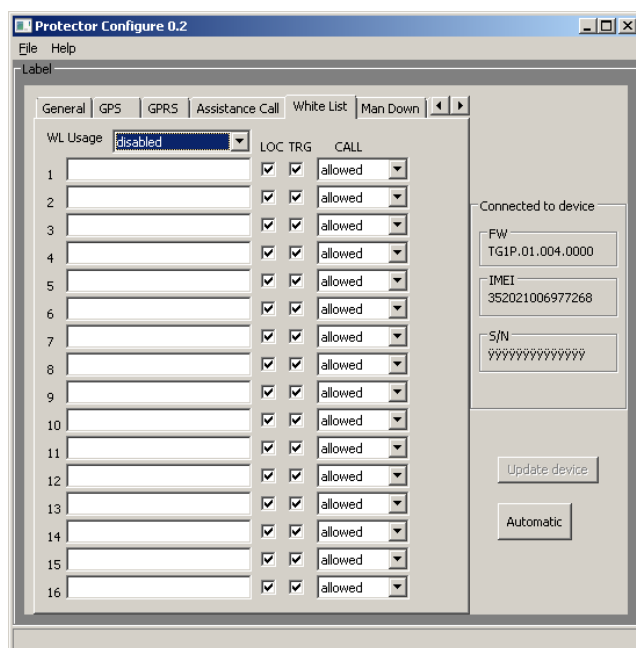 Protector Configure 0.2
File Help
Label
General GPS GPRS Assistance Call White List Man Down
WL Usage disabled LOC TRG CALL
1 allowed
2 allowed
3 allowed
4 allowed
5 allowed
6 allowed
7 allowed
8 allowed
9 allowed
10 allowed
11 allowed
12 allowed
13 allowed
14 allowed
15 allowed
16 allowed
Connected to device
FW
TG1P.01.004.0000
IMEI
352021006977268
S/N
ÿÿÿÿÿÿÿÿÿÿÿÿÿÿ
Update device
Automatic